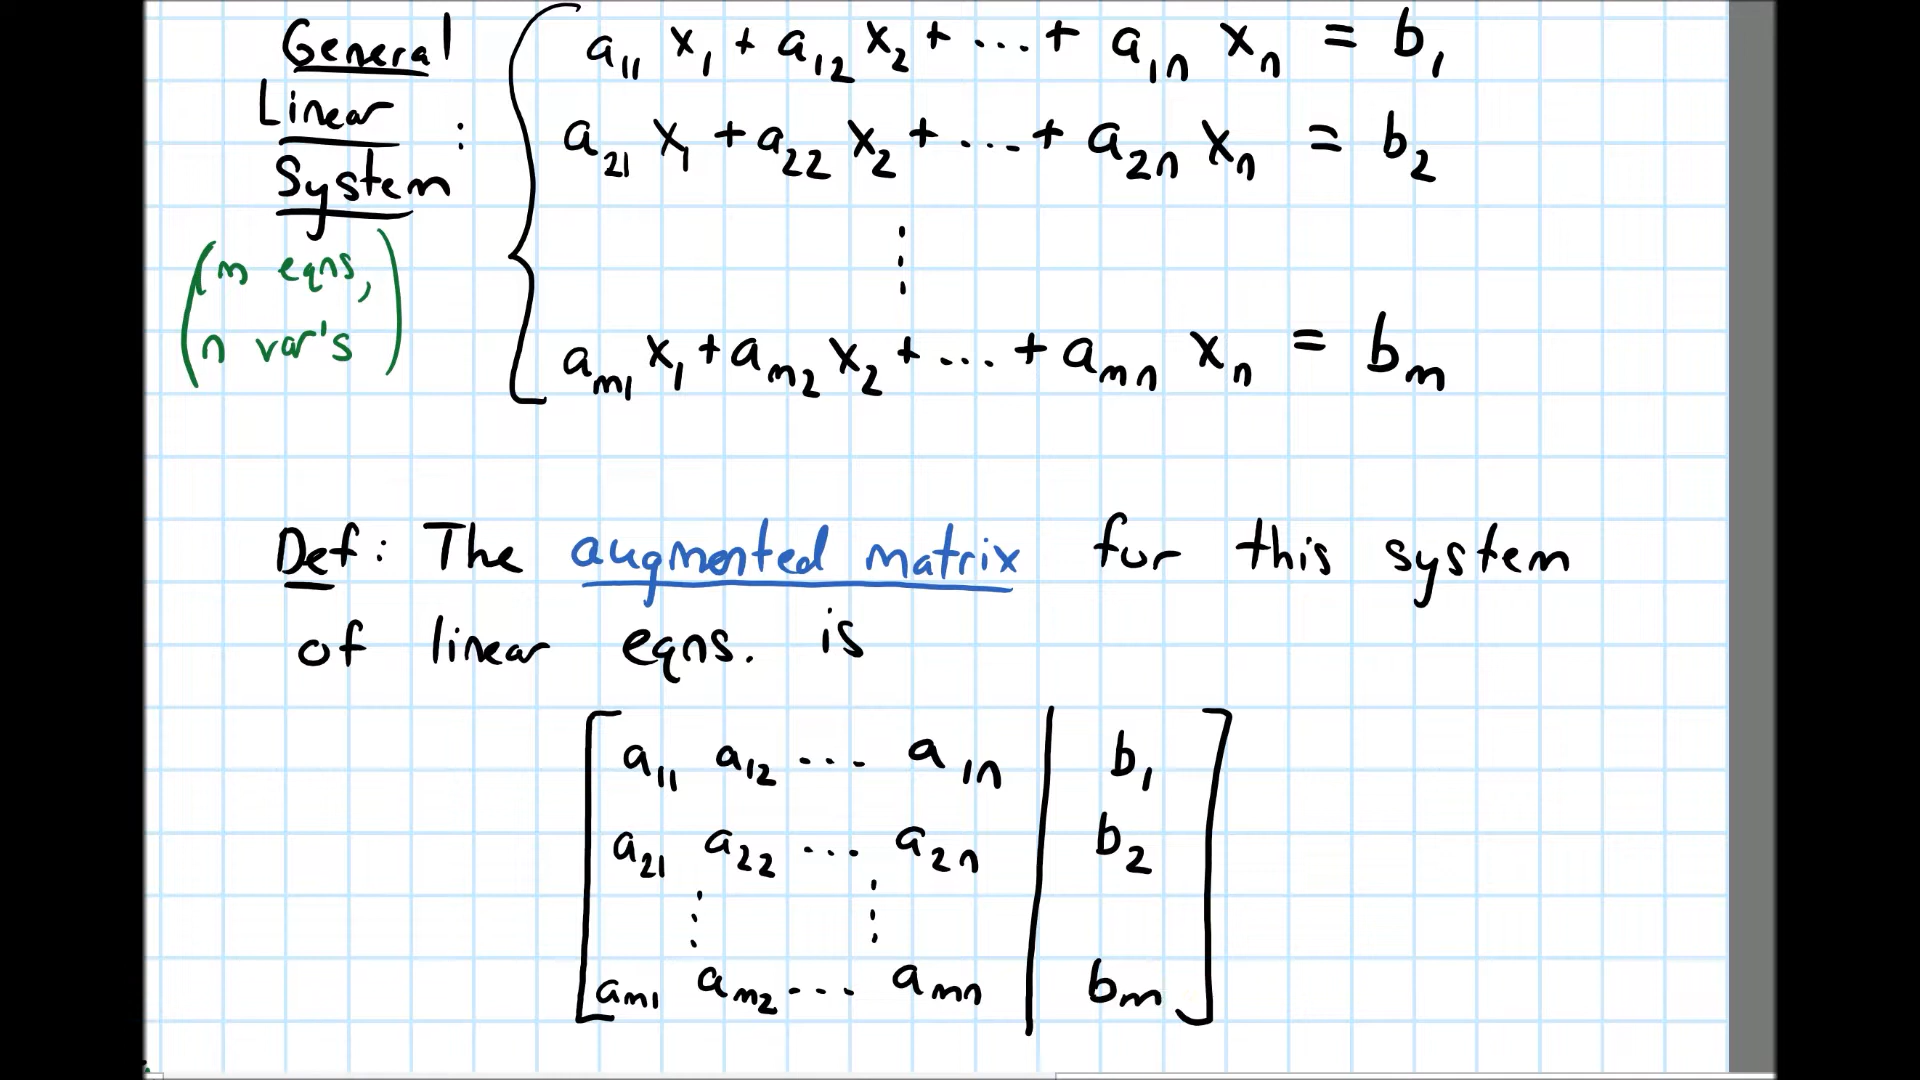 General
Linear
System :
(m eqns,
n var's)
a₁₁ x₁ + a₁₂ x₂ + ... + a₁ₙ xₙ = b₁
a₂₁ x₁ + a₂₂ x₂ + ... + a₂ₙ xₙ = b₂
⋮
aₘ₁ x₁ + aₘ₂ x₂ + ... + aₘₙ xₙ = bₘ
Def: The augmented matrix for this system
of linear eqns. is
a₁₁ a₁₂ ... a₁ₙ | b₁
a₂₁ a₂₂ ... a₂ₙ | b₂
⋮ ⋮
aₘ₁ aₘ₂ ... aₘₙ | bₘ